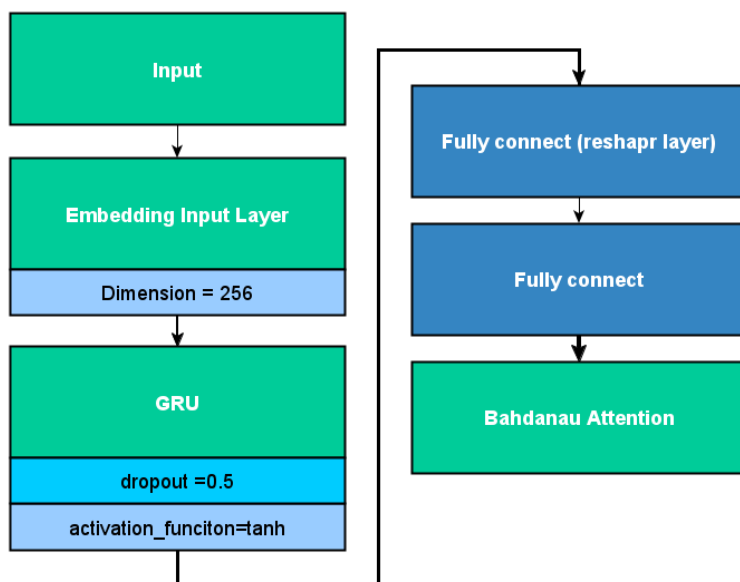 Input
Embedding Input Layer
Dimension = 256
GRU
dropout =0.5
activation_funciton=tanh
Fully connect (reshapr layer)
Fully connect
Bahdanau Attention